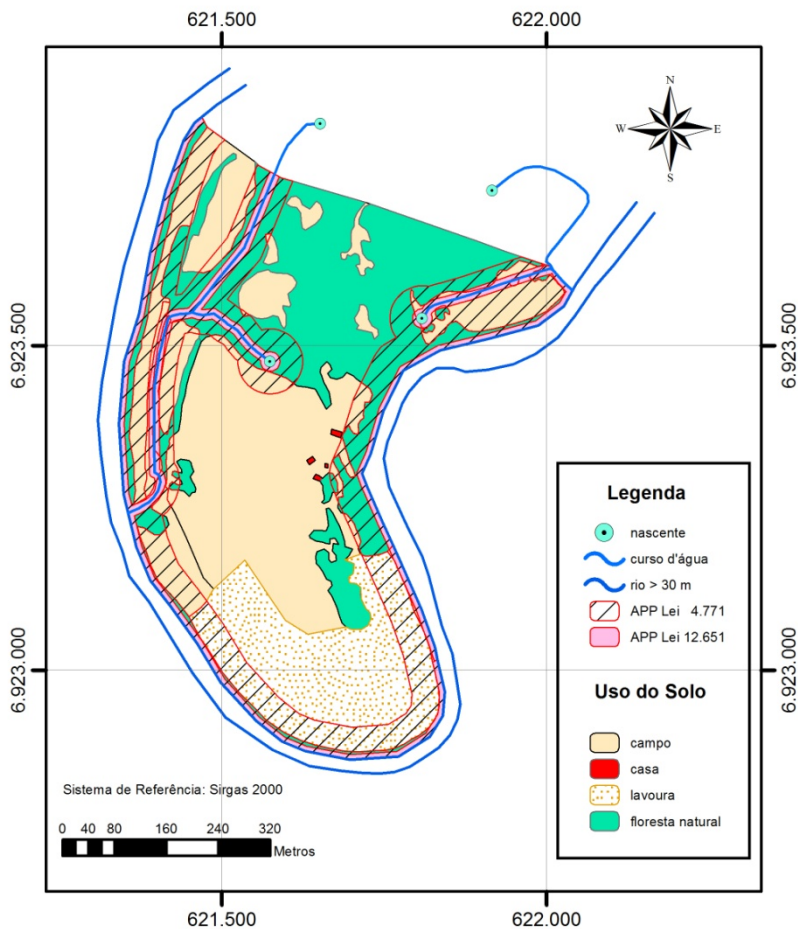 621.500
622.000
N
W
E
S
6.923.500
6.923.500
6.923.000
6.923.000
Legenda
nascente
curso d'água
rio > 30 m
APP Lei 4.771
APP Lei 12.651
Uso do Solo
campo
casa
lavoura
floresta natural
Sistema de Referência: Sirgas 2000
0 40 80 160 240 320
Metros
621.500
622.000